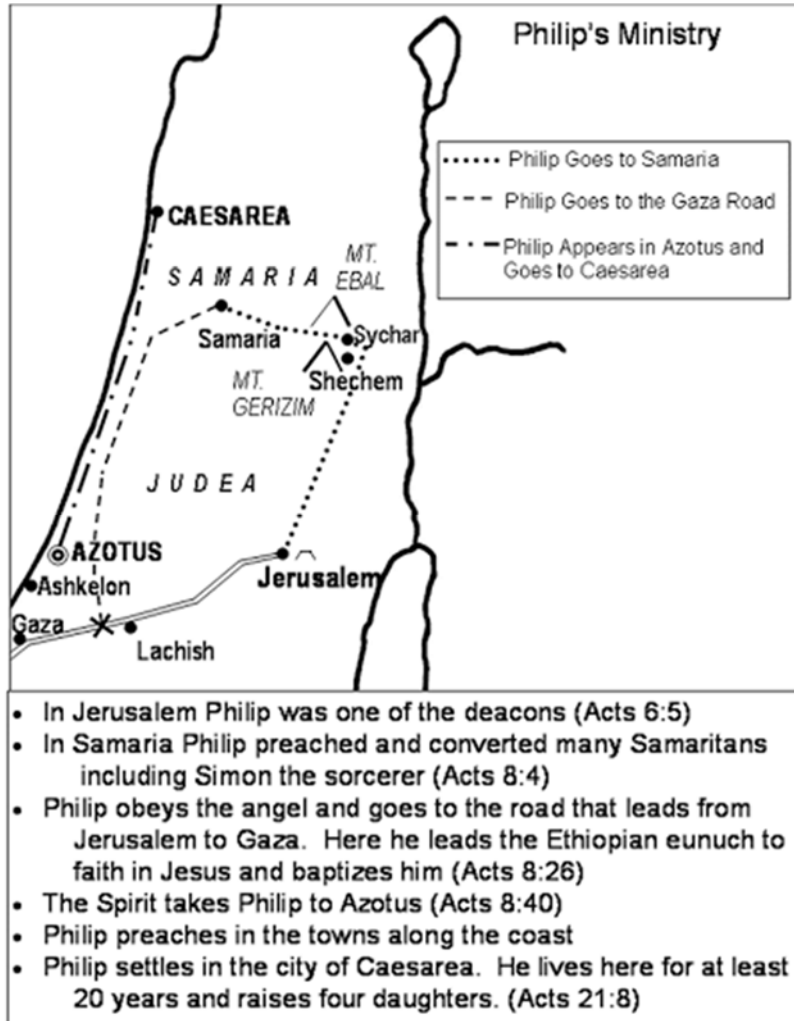 Philip's Ministry
Philip Goes to Samaria
Philip Goes to the Gaza Road
Philip Appears in Azotus and
Goes to Caesarea
CAESAREA
SAMARIA
MT.
EBAL
Samaria
Sychar
Shechem
MT.
GERIZIM
JUDEA
AZOTUS
Ashkelon
Jerusalem
Gaza
Lachish
• In Jerusalem Philip was one of the deacons (Acts 6:5)
• In Samaria Philip preached and converted many Samaritans
including Simon the sorcerer (Acts 8:4)
• Philip obeys the angel and goes to the road that leads from
Jerusalem to Gaza. Here he leads the Ethiopian eunuch to
faith in Jesus and baptizes him (Acts 8:26)
• The Spirit takes Philip to Azotus (Acts 8:40)
• Philip preaches in the towns along the coast
• Philip settles in the city of Caesarea. He lives here for at least
20 years and raises four daughters. (Acts 21:8)